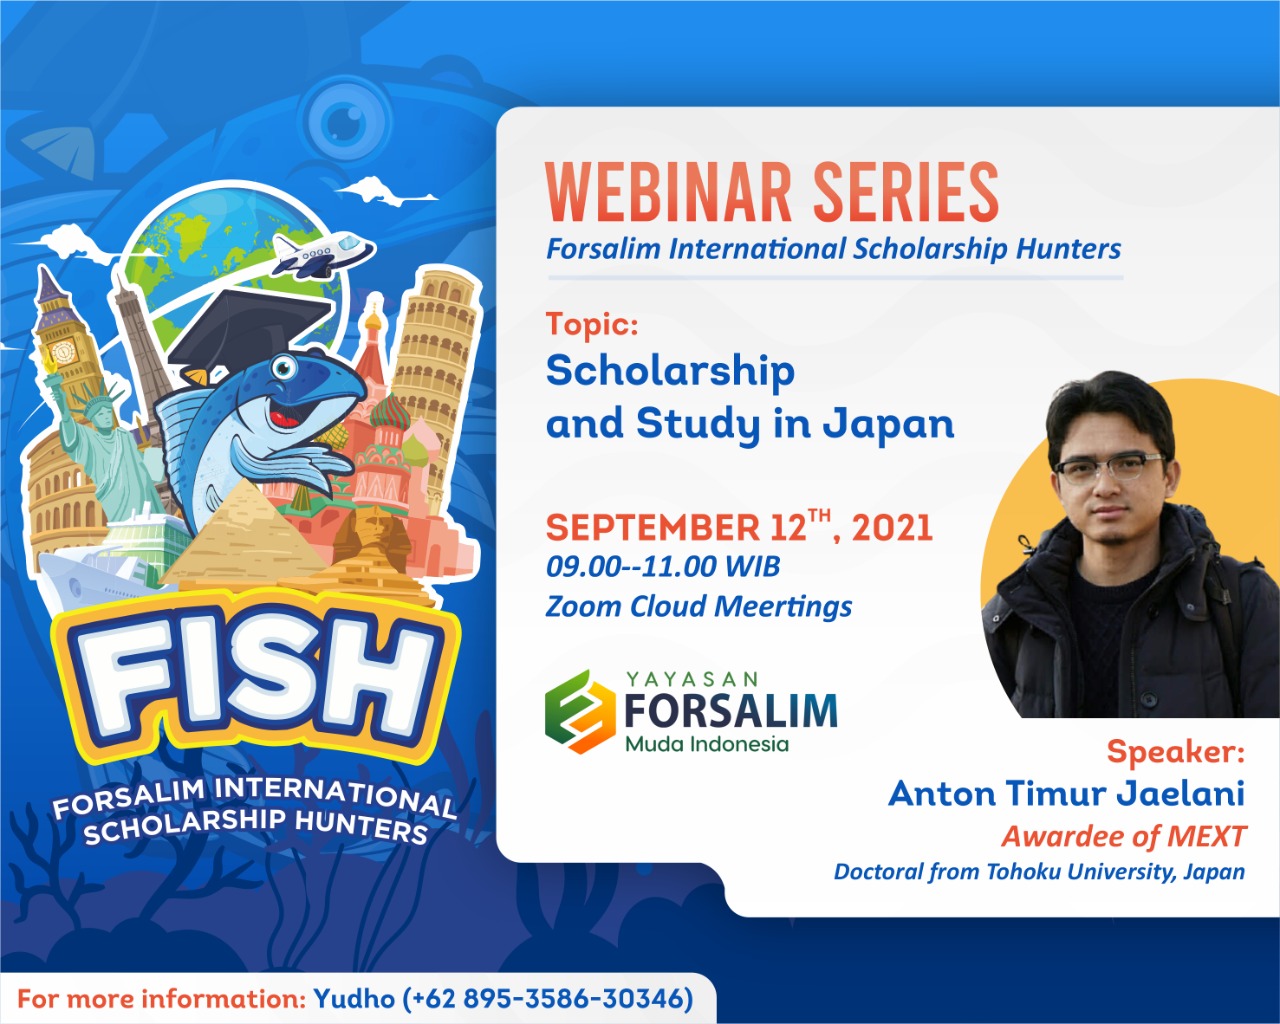 WEBINAR SERIES
Forsalim International Scholarship Hunters
Topic:
Scholarship
and Study in Japan
SEPTEMBER 12TH, 2021
09.00--11.00 WIB
Zoom Cloud Meertings
YAYASAN
FORSALIM
Muda Indonesia
Speaker:
Anton Timur Jaelani
Awardee of MEXT
Doctoral from Tohoku University, Japan
FISH
FORSALIM INTERNATIONAL
SCHOLARSHIP HUNTERS
For more information: Yudho (+62 895-3586-30346)